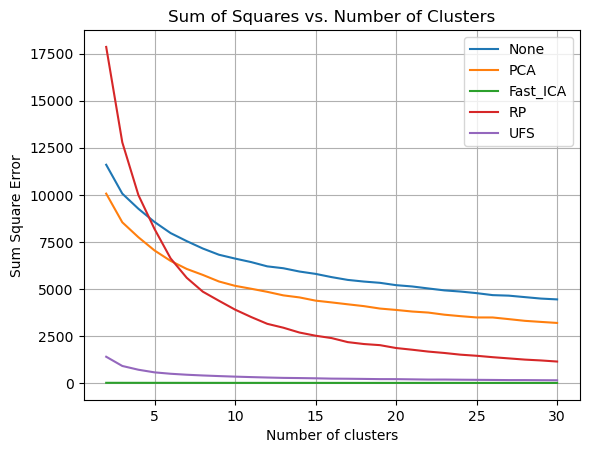 Sum of Squares vs. Number of Clusters
Sum Square Error
17500
15000
12500
10000
7500
5000
2500
0
None
PCA
Fast_ICA
RP
UFS
5
10
15
20
25
30
Number of clusters